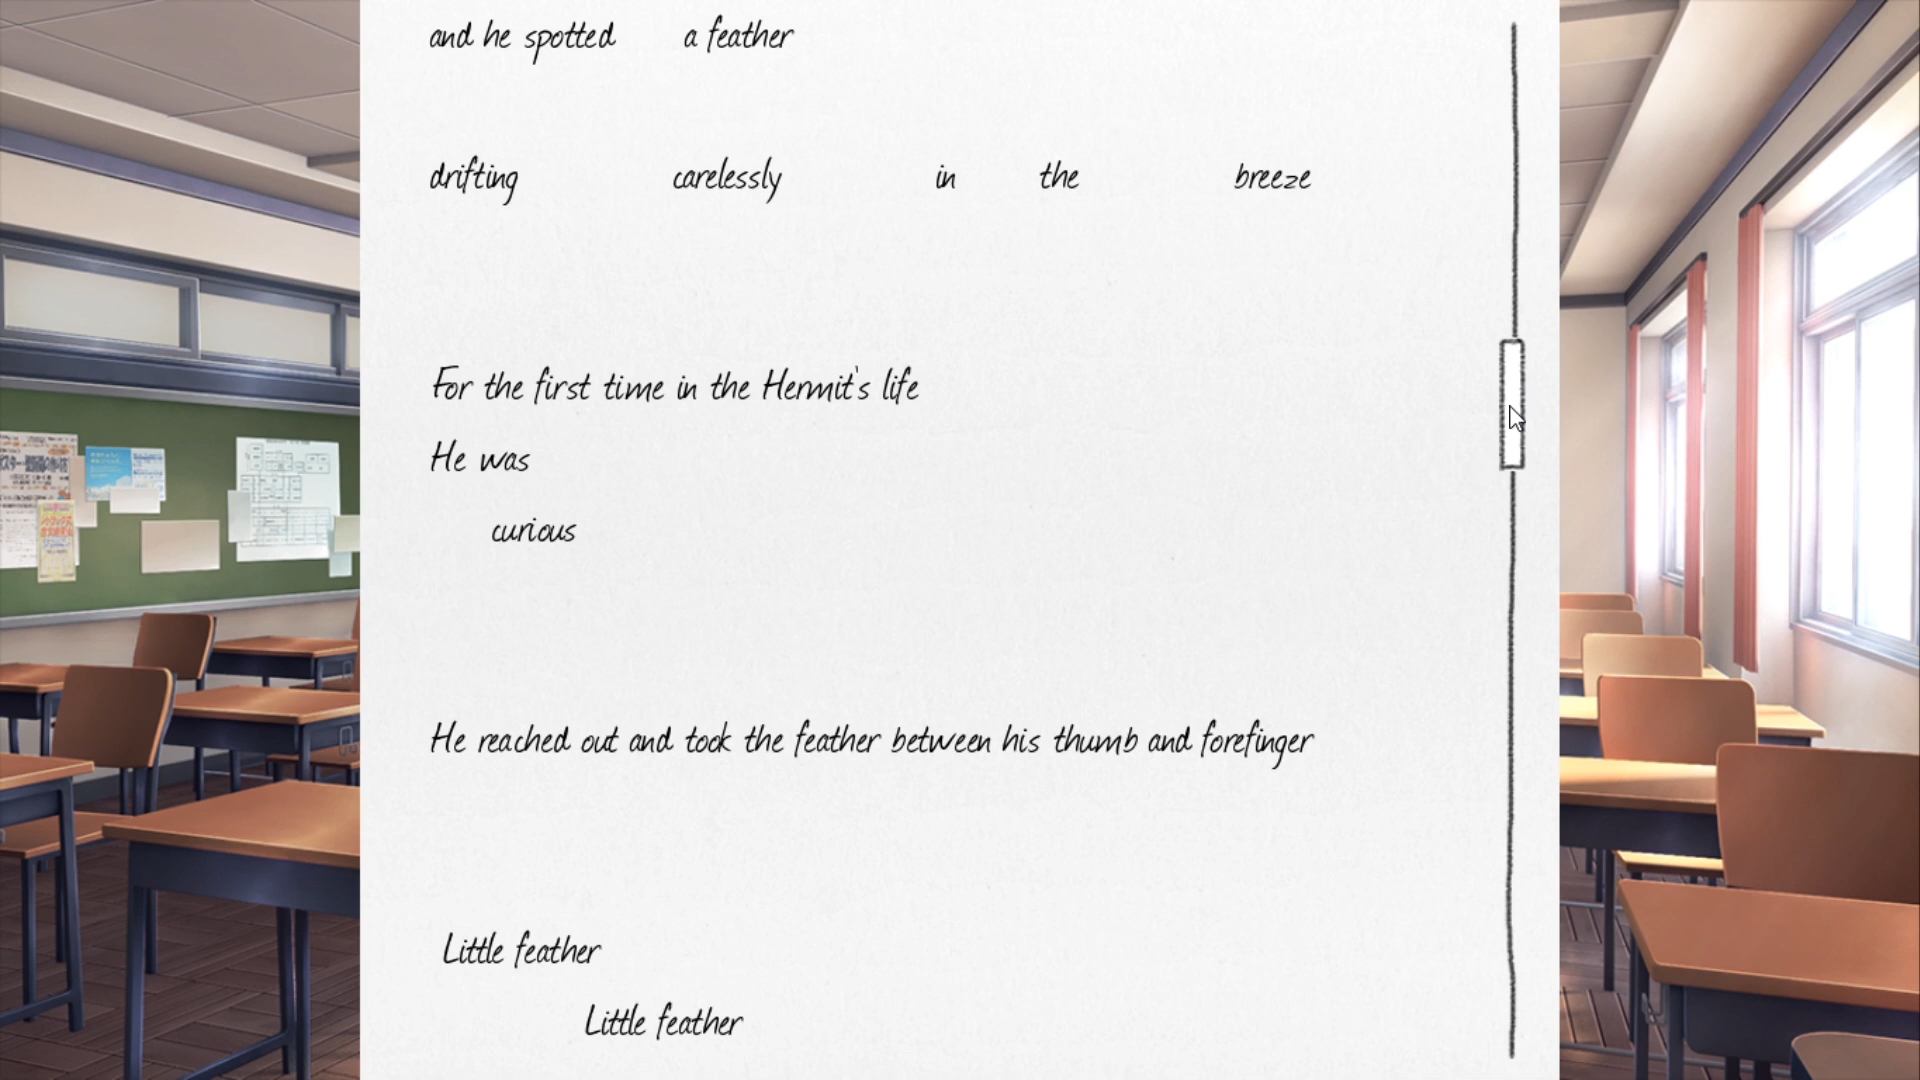 and he spotted a feather
drifting carelessly in the breeze
For the first time in the Hermit's life
He was
curious
He reached out and took the feather between his thumb and forefinger
Little feather
Little feather